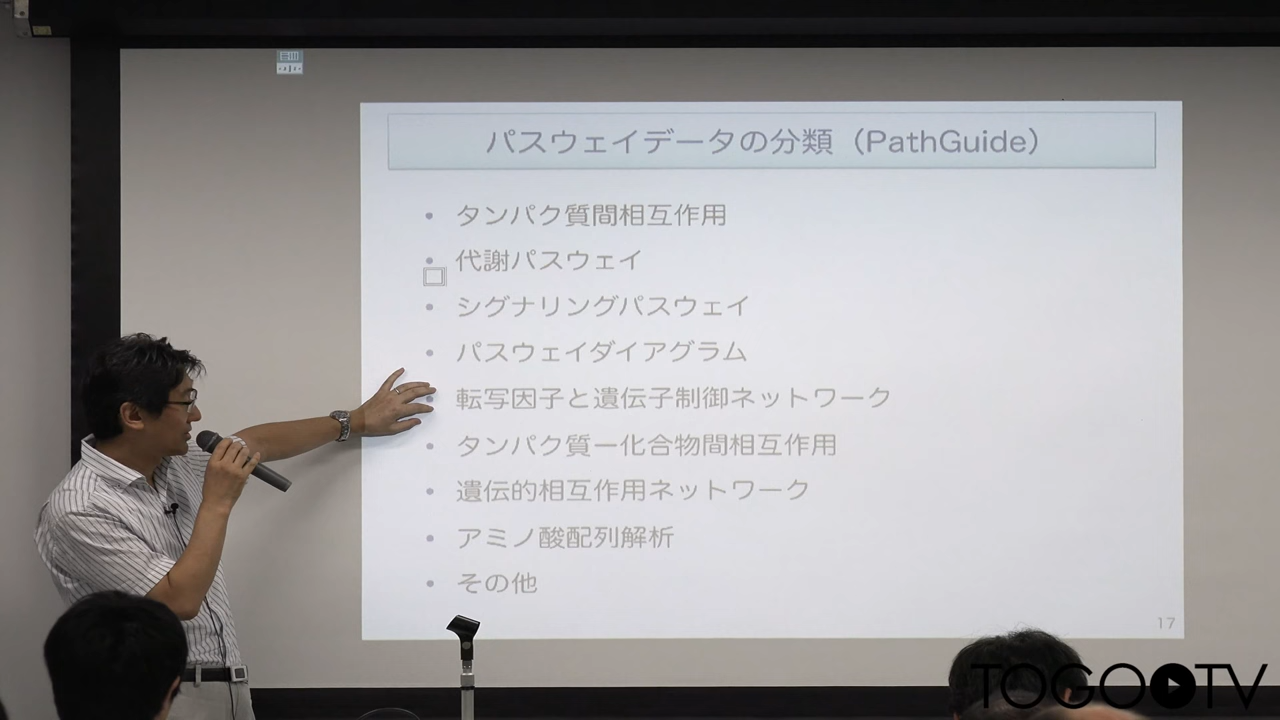 パスウェイデータの分類（PathGuide）
• タンパク質間相互作用
• 代謝パスウェイ
• シグナリングパスウェイ
• パスウェイダイアグラム
• 転写因子と遺伝子制御ネットワーク
• タンパク質ー化合物間相互作用
• 遺伝的相互作用ネットワーク
• アミノ酸配列解析
• その他
17
TOGOTV